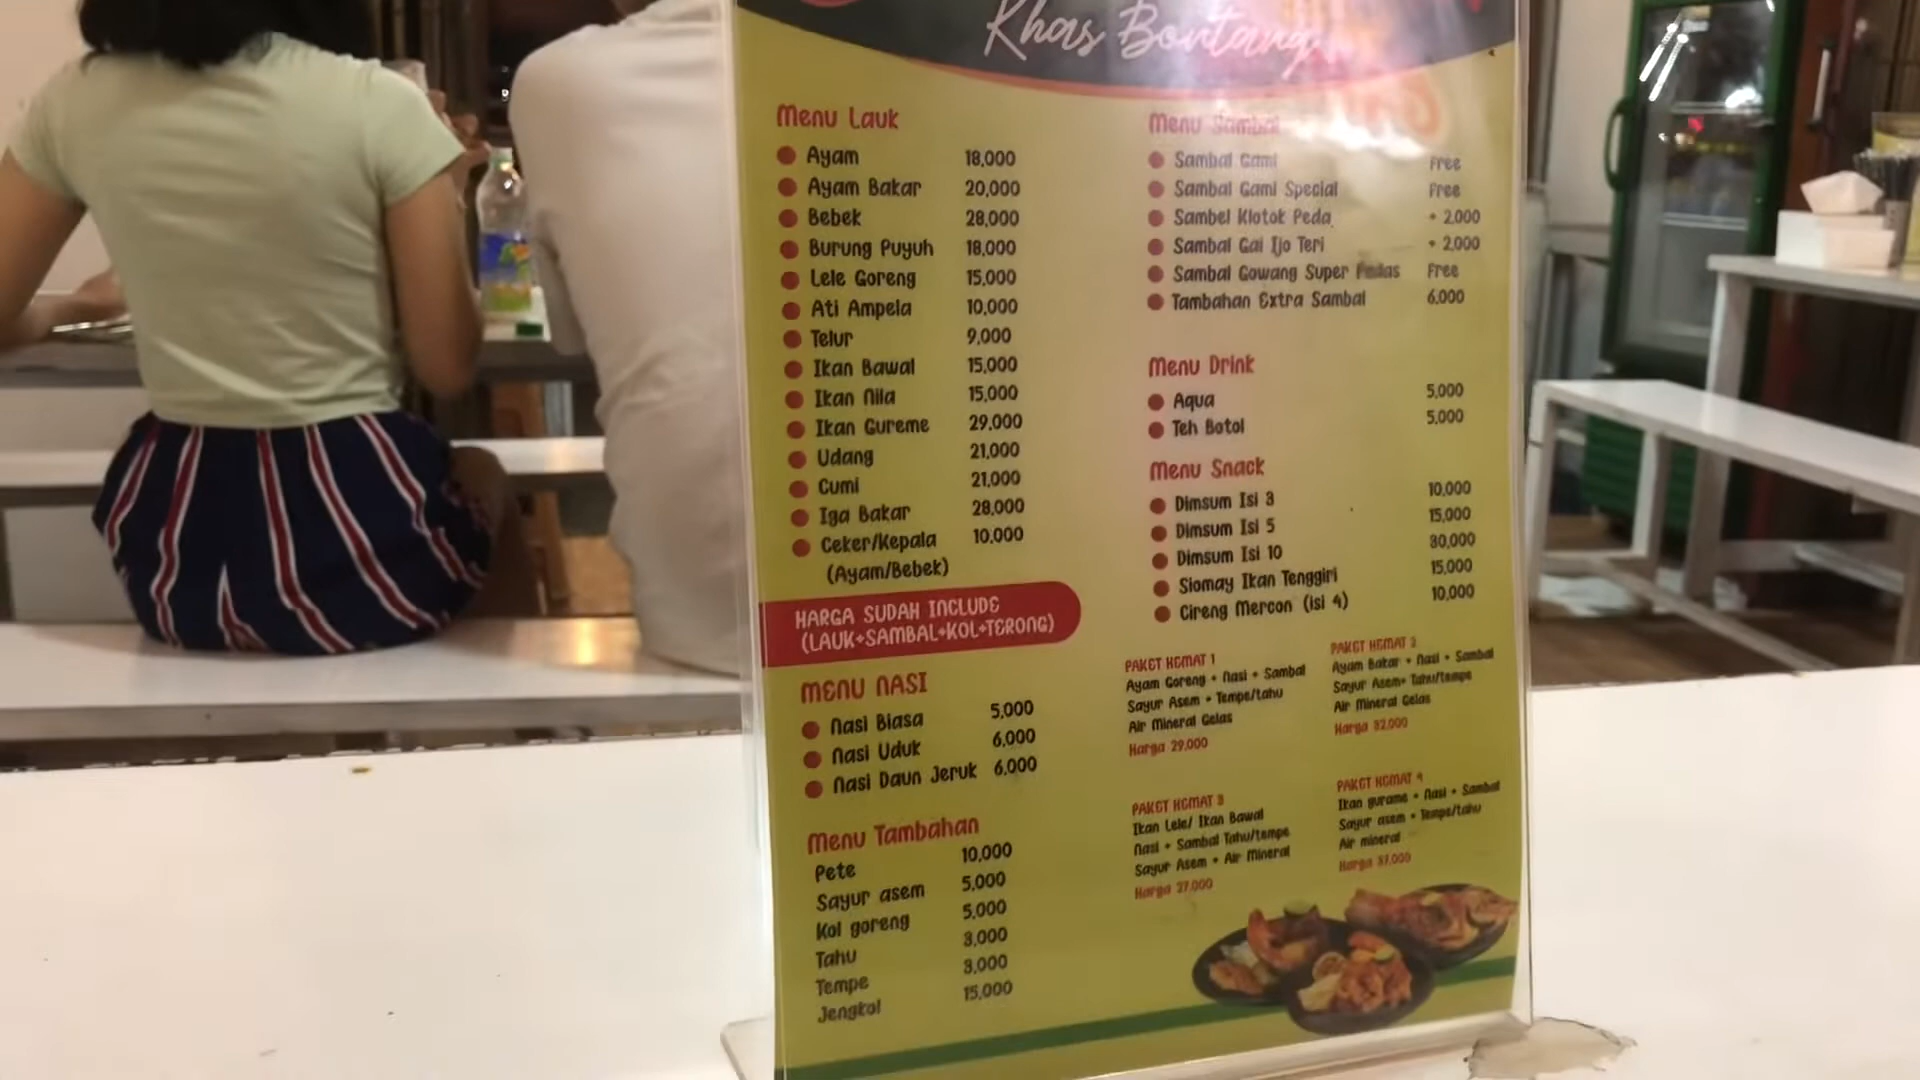 Khas Bontang
Menu Lauk
Ayam 18,000
Ayam Bakar 20,000
Bebek 28,000
Burung Puyuh 18,000
Lele Goreng 15,000
Ati Ampela 10,000
Telur 9,000
Ikan Bawal 15,000
Ikan Nila 15,000
Ikan Gureme 29,000
Udang 21,000
Cumi 21,000
Iga Bakar 28,000
Ceker/Kepala 10,000
(Ayam/Bebek)
HARGA SUDAH INCLUDE
(LAUK+SAMBAL+KOL+TERONG)
MENU NASI
Nasi Biasa 5,000
Nasi Uduk 6,000
Nasi Daun Jeruk 6,000
Menu Tambahan
Pete 10,000
Sayur asem 5,000
Kol goreng 5,000
Tahu 3,000
Tempe 3,000
Jengkol 15,000
Menu Sambal
Sambal Gami Free
Sambal Gami Special Free
Sambel Klotok Peda + 2,000
Sambal Gai Ijo Teri + 2,000
Sambal Gowang Super Pedas Free
Tambahan Extra Sambal 6,000
Menu Drink
Aqua 5,000
Teh Botol 5,000
Menu Snack
Dimsum Isi 3 10,000
Dimsum Isi 5 15,000
Dimsum Isi 10 30,000
Siomay Ikan Tenggiri 15,000
Cireng Mercon (isi 4) 10,000
PAKET HEMAT 1
Ayam Goreng + Nasi + Sambal
Sayur Asem + Tempe/tahu
Air Mineral Gelas
Harga 29,000
PAKET HEMAT 2
Ayam Bakar + Nasi + Sambal
Sayur Asem+ Tahu/tempe
Air Mineral Gelas
Harga 32,000
PAKET HEMAT 3
Ikan Lele/ Ikan Bawal
Nasi + Sambal Tahu/tempe
Sayur Asem + Air Mineral
Harga 27,000
PAKET HEMAT 4
Ikan gurame + Nasi + Sambal
Sayur asem + Tempe/tahu
Air mineral
Harga